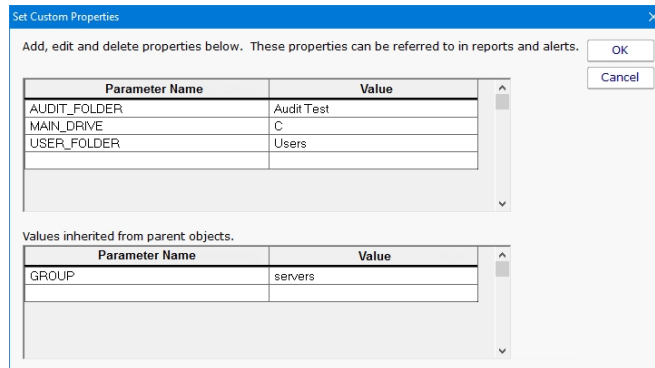 Set Custom Properties
Add, edit and delete properties below. These properties can be referred to in reports and alerts.
OK
Cancel
Parameter Name Value
AUDIT_FOLDER Audit Test
MAIN_DRIVE C
USER_FOLDER Users
Values inherited from parent objects.
Parameter Name Value
GROUP servers